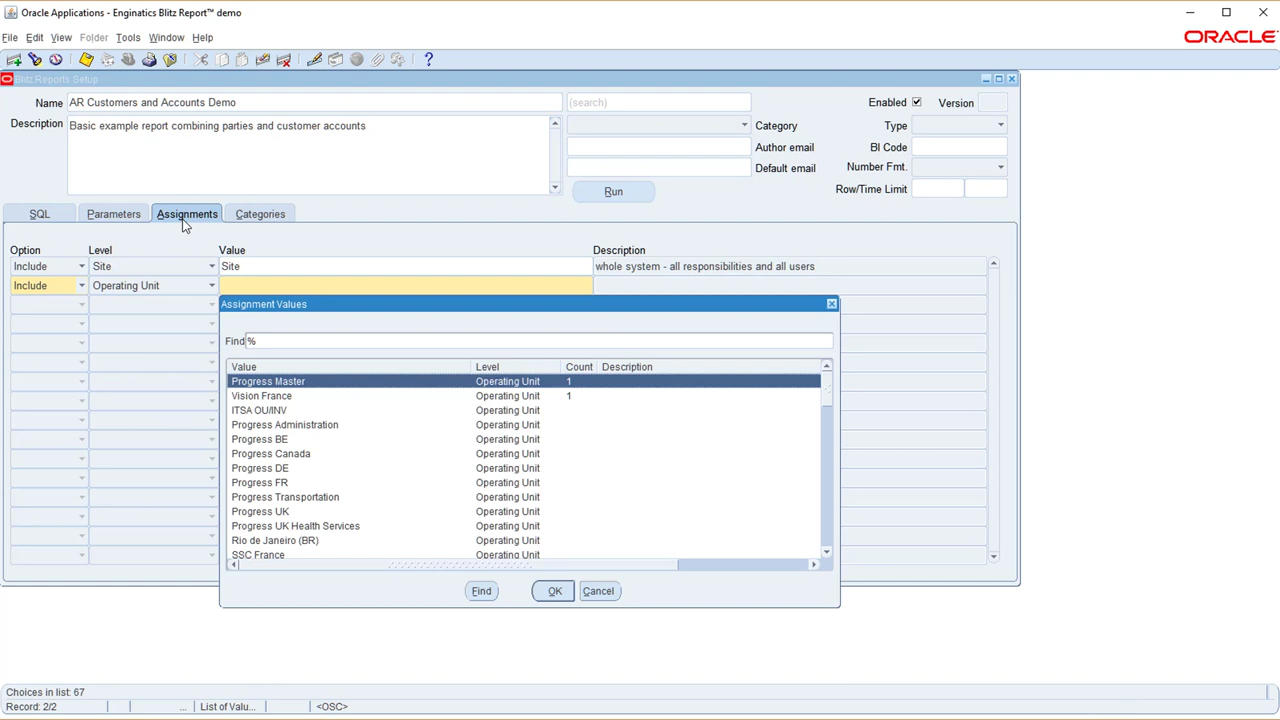 Oracle Applications - Enginatics Blitz Report™ demo
File Edit View Folder Tools Window Help
ORACLE
Blitz Reports Setup
Name AR Customers and Accounts Demo (search) Enabled Version
Description Basic example report combining parties and customer accounts Category Type
Author email BI Code
Default email Number Fmt.
Run Row/Time Limit
SQL Parameters Assignments Categories
Option Level Value Description
Include Site Site whole system - all responsibilities and all users
Include Operating Unit
Assignment Values
Find %
Value Level Count Description
Progress Master Operating Unit 1
Vision France Operating Unit 1
ITSA OU/INV Operating Unit
Progress Administration Operating Unit
Progress BE Operating Unit
Progress Canada Operating Unit
Progress DE Operating Unit
Progress FR Operating Unit
Progress Transportation Operating Unit
Progress UK Operating Unit
Progress UK Health Services Operating Unit
Rio de Janeiro (BR) Operating Unit
SSC France Operating Unit
Find OK Cancel
Choices in list: 67
Record: 2/2 ... List of Valu... <OSC>